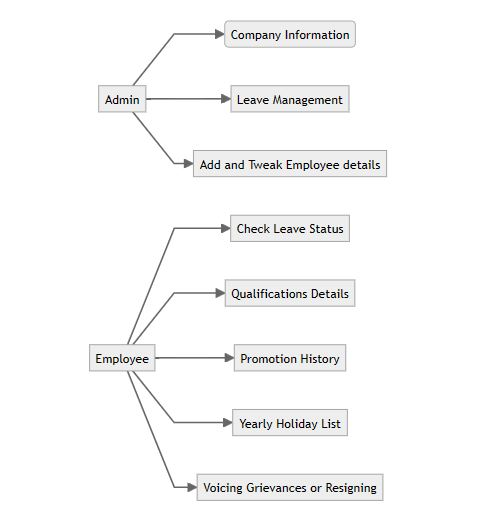 Company Information
Admin
Leave Management
Add and Tweak Employee details
Check Leave Status
Qualifications Details
Employee
Promotion History
Yearly Holiday List
Voicing Grievances or Resigning